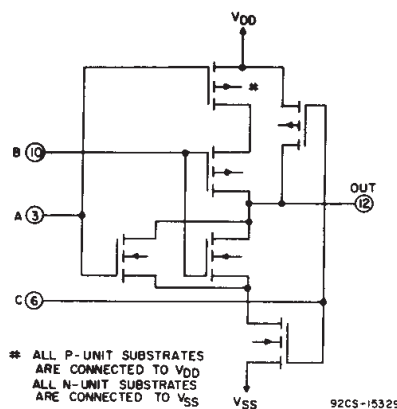 VDD
#
B 10
A 3
OUT
12
C 6
# ALL P-UNIT SUBSTRATES
ARE CONNECTED TO VDD
ALL N-UNIT SUBSTRATES
ARE CONNECTED TO VSS
VSS
92CS-15329